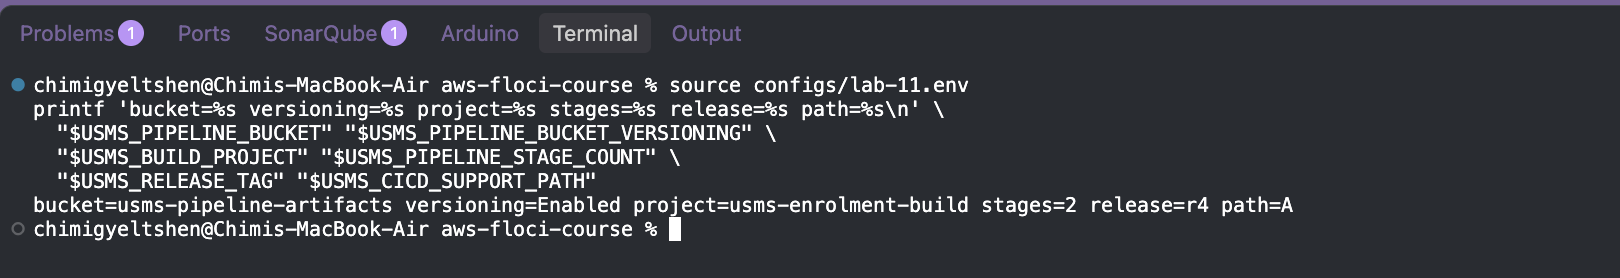 Problems 1 Ports SonarQube 1 Arduino Terminal Output
chimigyeltshen@Chimis-MacBook-Air aws-floci-course % source configs/lab-11.env
printf 'bucket=%s versioning=%s project=%s stages=%s release=%s path=%s\n' \
  "$USMS_PIPELINE_BUCKET" "$USMS_PIPELINE_BUCKET_VERSIONING" \
  "$USMS_BUILD_PROJECT" "$USMS_PIPELINE_STAGE_COUNT" \
  "$USMS_RELEASE_TAG" "$USMS_CICD_SUPPORT_PATH"
bucket=usms-pipeline-artifacts versioning=Enabled project=usms-enrolment-build stages=2 release=r4 path=A
chimigyeltshen@Chimis-MacBook-Air aws-floci-course %